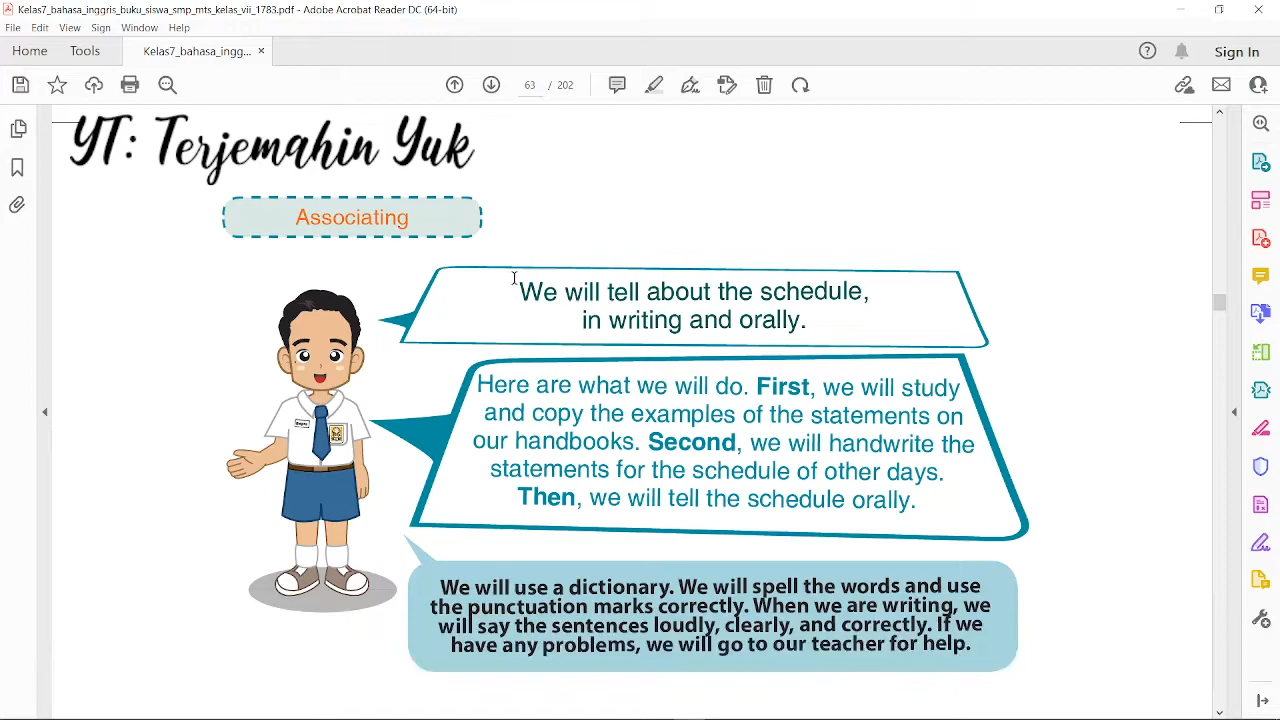 Kelas7_bahasa_inggris_buku_siswa_smp_mts_kelas_vii_1783.pdf - Adobe Acrobat Reader DC (64-bit)
File Edit View Sign Window Help
Home Tools Kelas7_bahasa_ingg... × Sign In
63 / 202
YT: Terjemahin Yuk
Associating
We will tell about the schedule,
in writing and orally.
Here are what we will do. First, we will study
and copy the examples of the statements on
our handbooks. Second, we will handwrite the
statements for the schedule of other days.
Then, we will tell the schedule orally.
We will use a dictionary. We will spell the words and use
the punctuation marks correctly. When we are writing, we
will say the sentences loudly, clearly, and correctly. If we
have any problems, we will go to our teacher for help.